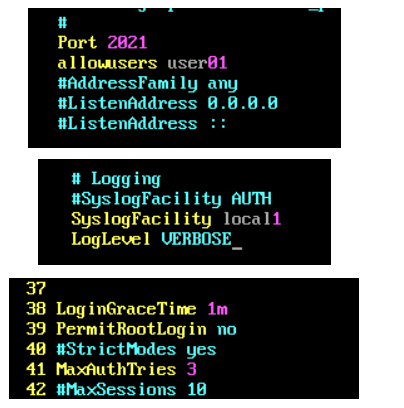 #
Port 2021
allowusers user01
#AddressFamily any
#ListenAddress 0.0.0.0
#ListenAddress ::
# Logging
#SyslogFacility AUTH
SyslogFacility local1
LogLevel VERBOSE_
37
38 LoginGraceTime 1m
39 PermitRootLogin no
40 #StrictModes yes
41 MaxAuthTries 3
42 #MaxSessions 10